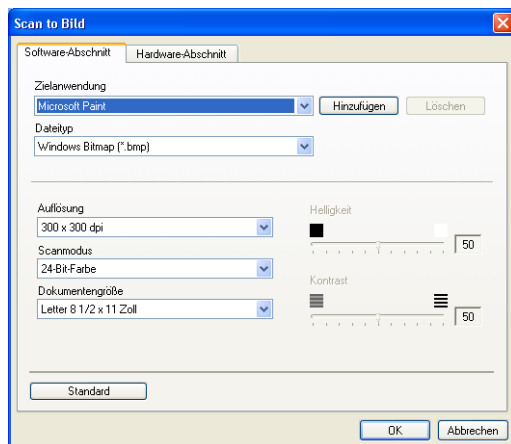 Scan to Bild
Software-Abschnitt Hardware-Abschnitt
Zielanwendung
Microsoft Paint Hinzufügen Löschen
Dateityp
Windows Bitmap (*.bmp)
Auflösung Helligkeit
300 x 300 dpi
50
Scanmodus
24-Bit-Farbe
Kontrast
Dokumentengröße
Letter 8 1/2 x 11 Zoll
50
Standard
OK Abbrechen